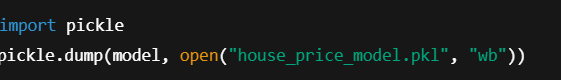 import pickle
pickle.dump(model, open("house_price_model.pkl", "wb"))